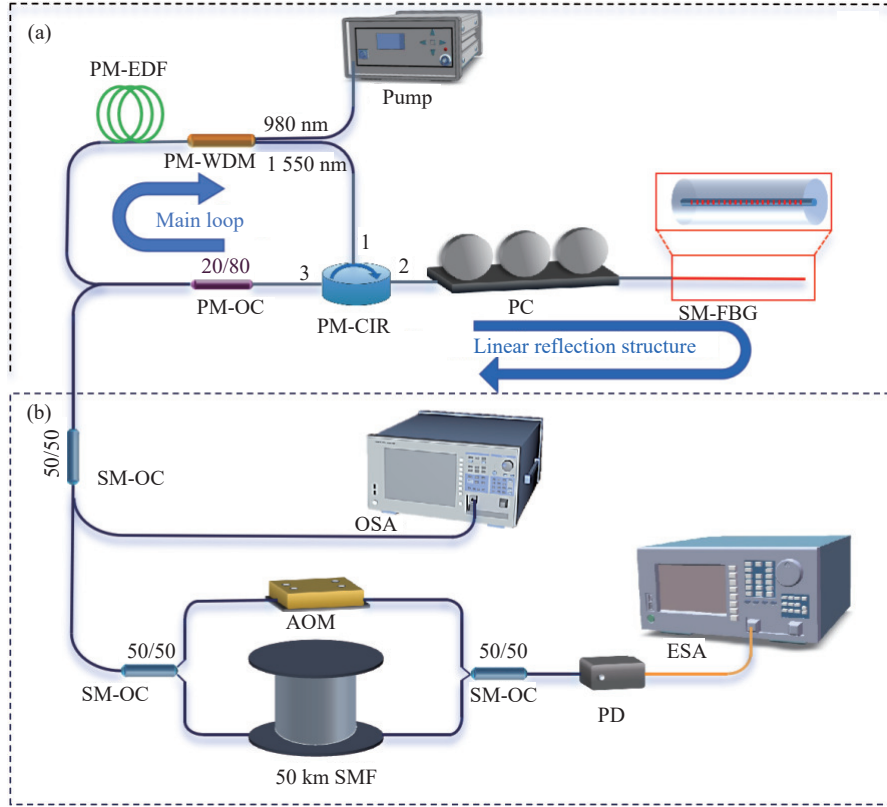 (a)
PM-EDF
Pump
980 nm
PM-WDM
1 550 nm
Main loop
1
20/80
3
2
PM-OC
PM-CIR
PC
SM-FBG
Linear reflection structure
(b)
50/50
SM-OC
OSA
AOM
50/50
SM-OC
50/50
SM-OC
ESA
PD
50 km SMF